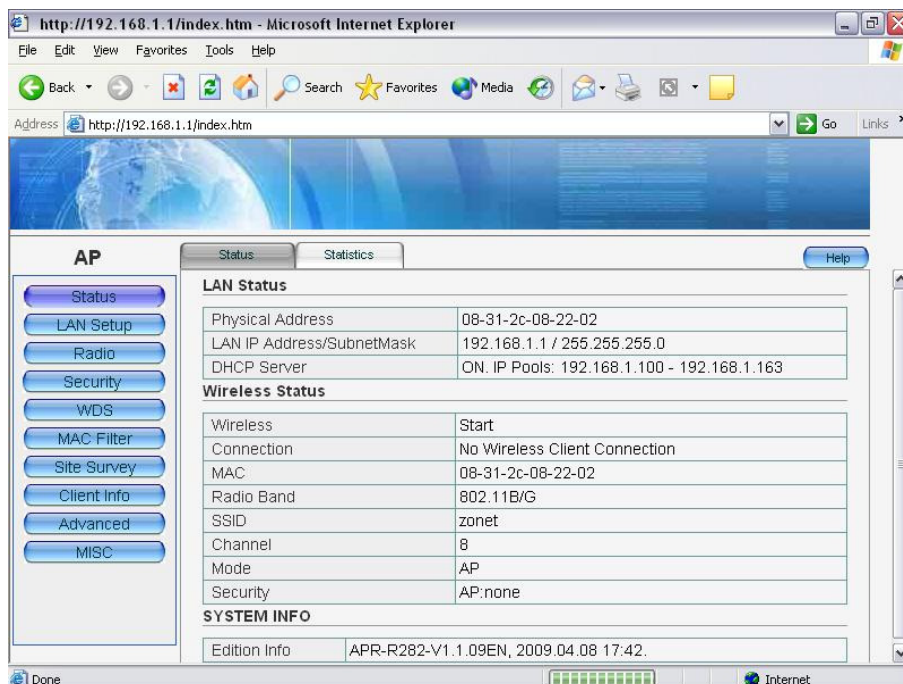 http://192.168.1.1/index.htm - Microsoft Internet Explorer
File Edit View Favorites Tools Help
Back Search Favorites Media
Address http://192.168.1.1/index.htm Go Links
AP
Status Statistics Help
Status
LAN Setup
Radio
Security
WDS
MAC Filter
Site Survey
Client Info
Advanced
MISC
LAN Status
Physical Address 08-31-2c-08-22-02
LAN IP Address/SubnetMask 192.168.1.1 / 255.255.255.0
DHCP Server ON. IP Pools: 192.168.1.100 - 192.168.1.163
Wireless Status
Wireless Start
Connection No Wireless Client Connection
MAC 08-31-2c-08-22-02
Radio Band 802.11B/G
SSID zonet
Channel 8
Mode AP
Security AP:none
SYSTEM INFO
Edition Info APR-R282-V1.1.09EN, 2009.04.08 17:42.
Done Internet